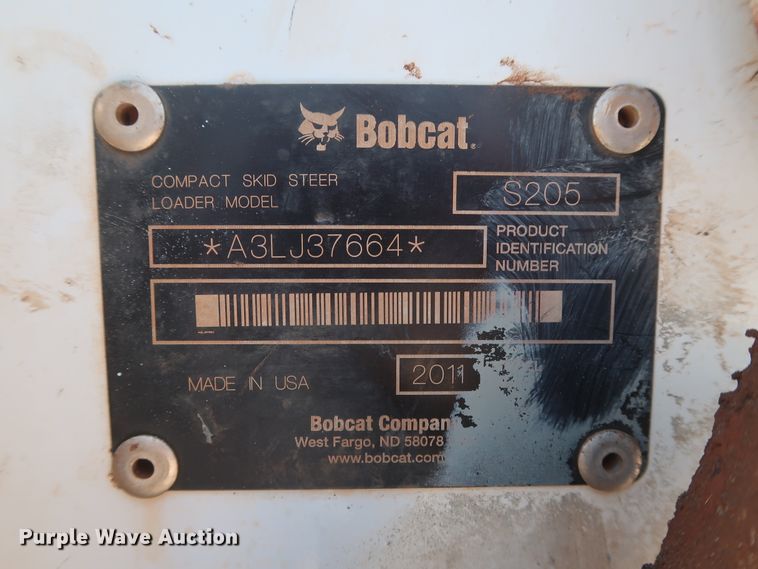 Bobcat®
COMPACT SKID STEER
LOADER MODEL
S205
*A3LJ37664*
PRODUCT
IDENTIFICATION
NUMBER
MADE IN USA
2011
Bobcat Compan
West Fargo, ND 58078
www.bobcat.com
Purple Wave Auction